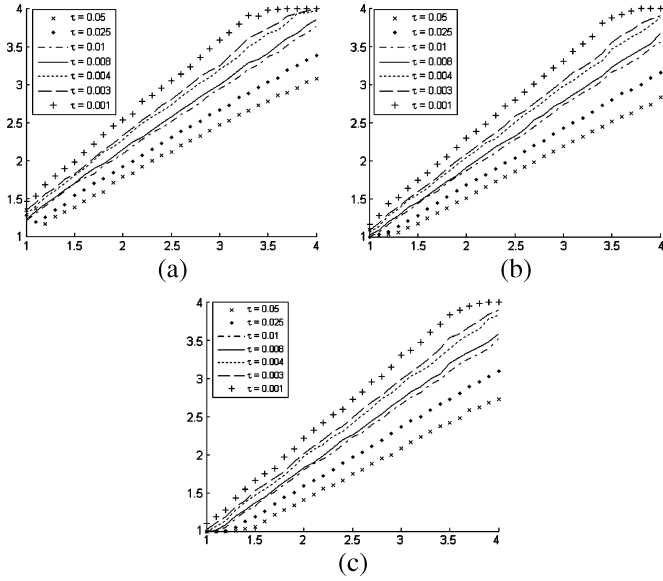 4
3.5
3
2.5
2
1.5
1
τ = 0.05
τ = 0.025
τ = 0.01
τ = 0.008
τ = 0.004
τ = 0.003
τ = 0.001
1 1.5 2 2.5 3 3.5 4
(a)
4
3.5
3
2.5
2
1.5
1
τ = 0.05
τ = 0.025
τ = 0.01
τ = 0.008
τ = 0.004
τ = 0.003
τ = 0.001
1 1.5 2 2.5 3 3.5 4
(b)
4
3.5
3
2.5
2
1.5
1
τ = 0.05
τ = 0.025
τ = 0.01
τ = 0.008
τ = 0.004
τ = 0.003
τ = 0.001
1 1.5 2 2.5 3 3.5 4
(c)